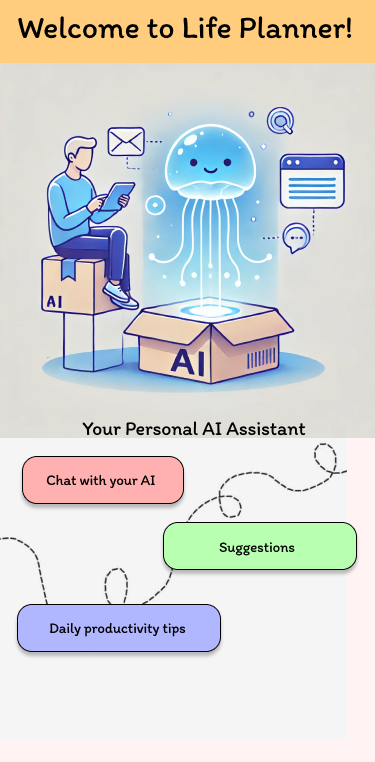 Welcome to Life Planner!
AI
AI
Your Personal AI Assistant
Chat with your AI
Suggestions
Daily productivity tips